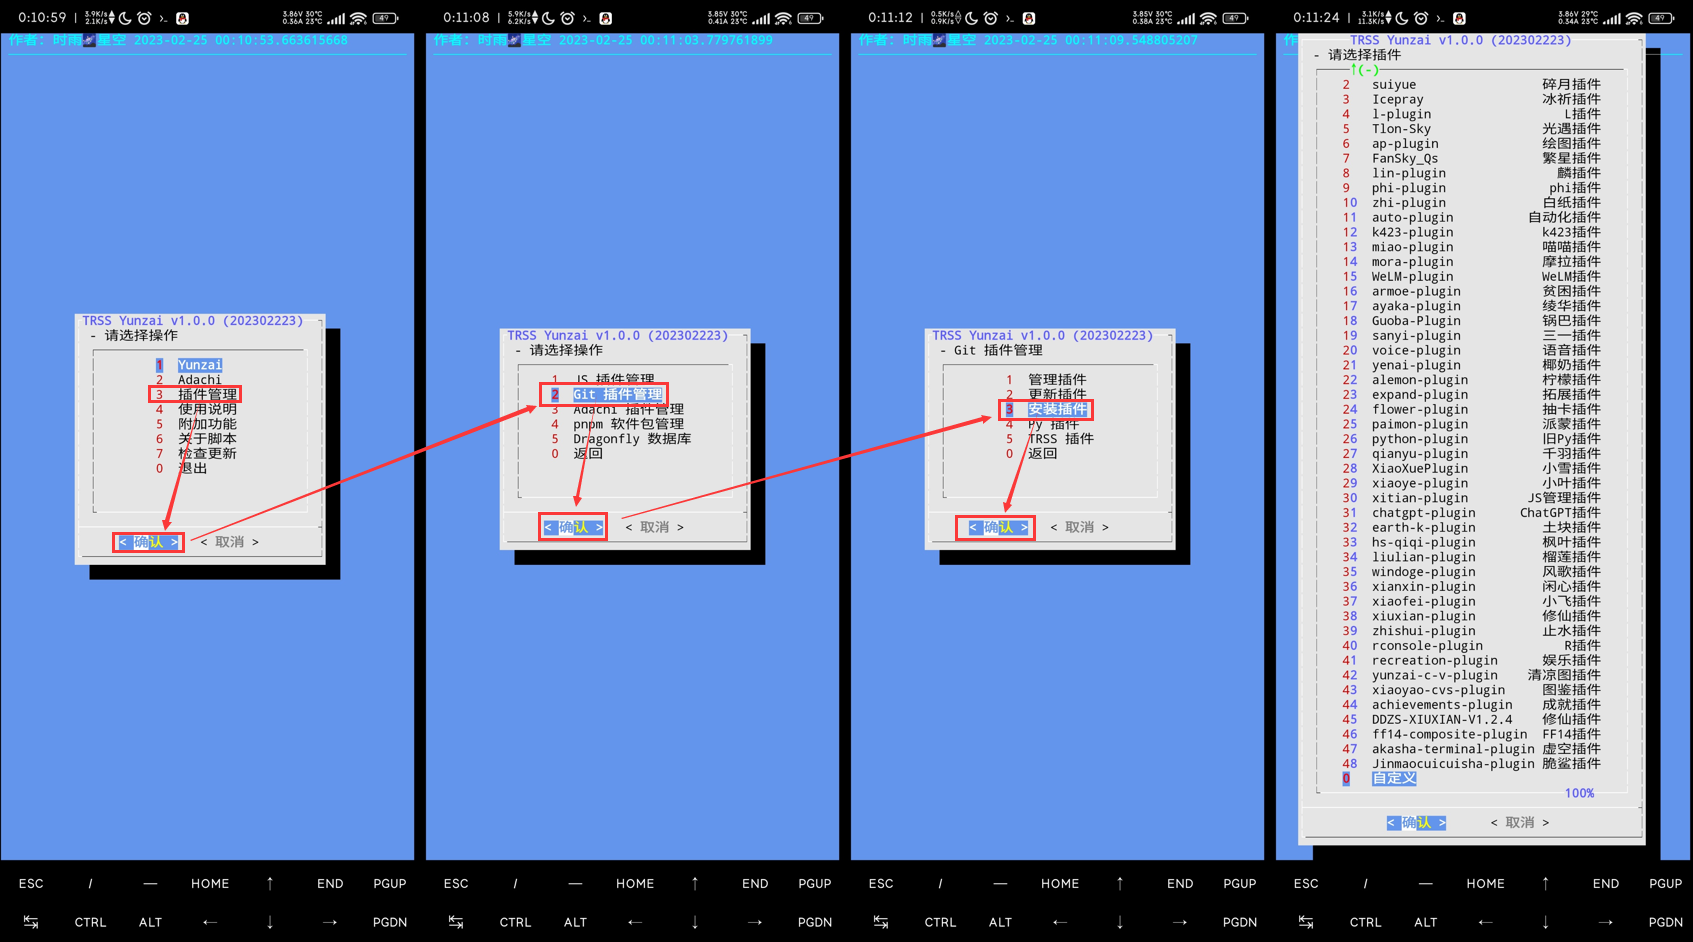 0:10:59
3.9K/s
2.1K/s
3.86V 30℃
0.36A 23℃
49
作者: 时雨🌌星空 2023-02-25 00:10:53.663615668
TRSS Yunzai v1.0.0 (202302223)
- 请选择操作
1 Yunzai
2 Adachi
3 插件管理
4 使用说明
5 附加功能
6 关于脚本
7 检查更新
0 退出
< 确认 > < 取消 >
ESC / — HOME ↑ END PGUP
↹ CTRL ALT ← ↓ → PGDN
0:11:08
5.9K/s
6.2K/s
3.85V 30℃
0.41A 23℃
49
作者: 时雨🌌星空 2023-02-25 00:11:03.779761899
TRSS Yunzai v1.0.0 (202302223)
- 请选择操作
1 JS 插件管理
2 Git 插件管理
3 Adachi 插件管理
4 pnpm 软件包管理
5 Dragonfly 数据库
0 返回
< 确认 > < 取消 >
ESC / — HOME ↑ END PGUP
↹ CTRL ALT ← ↓ → PGDN
0:11:12
0.5K/s
0.9K/s
3.85V 30℃
0.38A 23℃
49
作者: 时雨🌌星空 2023-02-25 00:11:09.548805207
TRSS Yunzai v1.0.0 (202302223)
- Git 插件管理
1 管理插件
2 更新插件
3 安装插件
4 Py 插件
5 TRSS 插件
0 返回
< 确认 > < 取消 >
ESC / — HOME ↑ END PGUP
↹ CTRL ALT ← ↓ → PGDN
0:11:24
3.1K/s
11.3K/s
3.86V 29℃
0.34A 23℃
49
作
TRSS Yunzai v1.0.0 (202302223)
- 请选择插件
↑(-)
2 suiyue 碎月插件
3 Icepray 冰祈插件
4 l-plugin L插件
5 Tlon-Sky 光遇插件
6 ap-plugin 绘图插件
7 FanSky_Qs 繁星插件
8 lin-plugin 麟插件
9 phi-plugin phi插件
10 zhi-plugin 白纸插件
11 auto-plugin 自动化插件
12 k423-plugin k423插件
13 miao-plugin 喵喵插件
14 mora-plugin 摩拉插件
15 WeLM-plugin WeLM插件
16 armoe-plugin 贫困插件
17 ayaka-plugin 绫华插件
18 Guoba-Plugin 锅巴插件
19 sanyi-plugin 三一插件
20 voice-plugin 语音插件
21 yenai-plugin 椰奶插件
22 alemon-plugin 柠檬插件
23 expand-plugin 拓展插件
24 flower-plugin 抽卡插件
25 paimon-plugin 派蒙插件
26 python-plugin 旧Py插件
27 qianyu-plugin 千羽插件
28 XiaoXuePlugin 小雪插件
29 xiaoye-plugin 小叶插件
30 xitian-plugin JS管理插件
31 chatgpt-plugin ChatGPT插件
32 earth-k-plugin 土块插件
33 hs-qiqi-plugin 枫叶插件
34 liulian-plugin 榴莲插件
35 windoge-plugin 风歌插件
36 xianxin-plugin 闲心插件
37 xiaofei-plugin 小飞插件
38 xiuxian-plugin 修仙插件
39 zhishui-plugin 止水插件
40 rconsole-plugin R插件
41 recreation-plugin 娱乐插件
42 yunzai-c-v-plugin 清凉图插件
43 xiaoyao-cvs-plugin 图鉴插件
44 achievements-plugin 成就插件
45 DDZS-XIUXIAN-V1.2.4 修仙插件
46 ff14-composite-plugin FF14插件
47 akasha-terminal-plugin 虚空插件
48 Jinmaocuicuisha-plugin 脆鲨插件
0 自定义
100%
< 确认 > < 取消 >
ESC / — HOME ↑ END PGUP
↹ CTRL ALT ← ↓ → PGDN